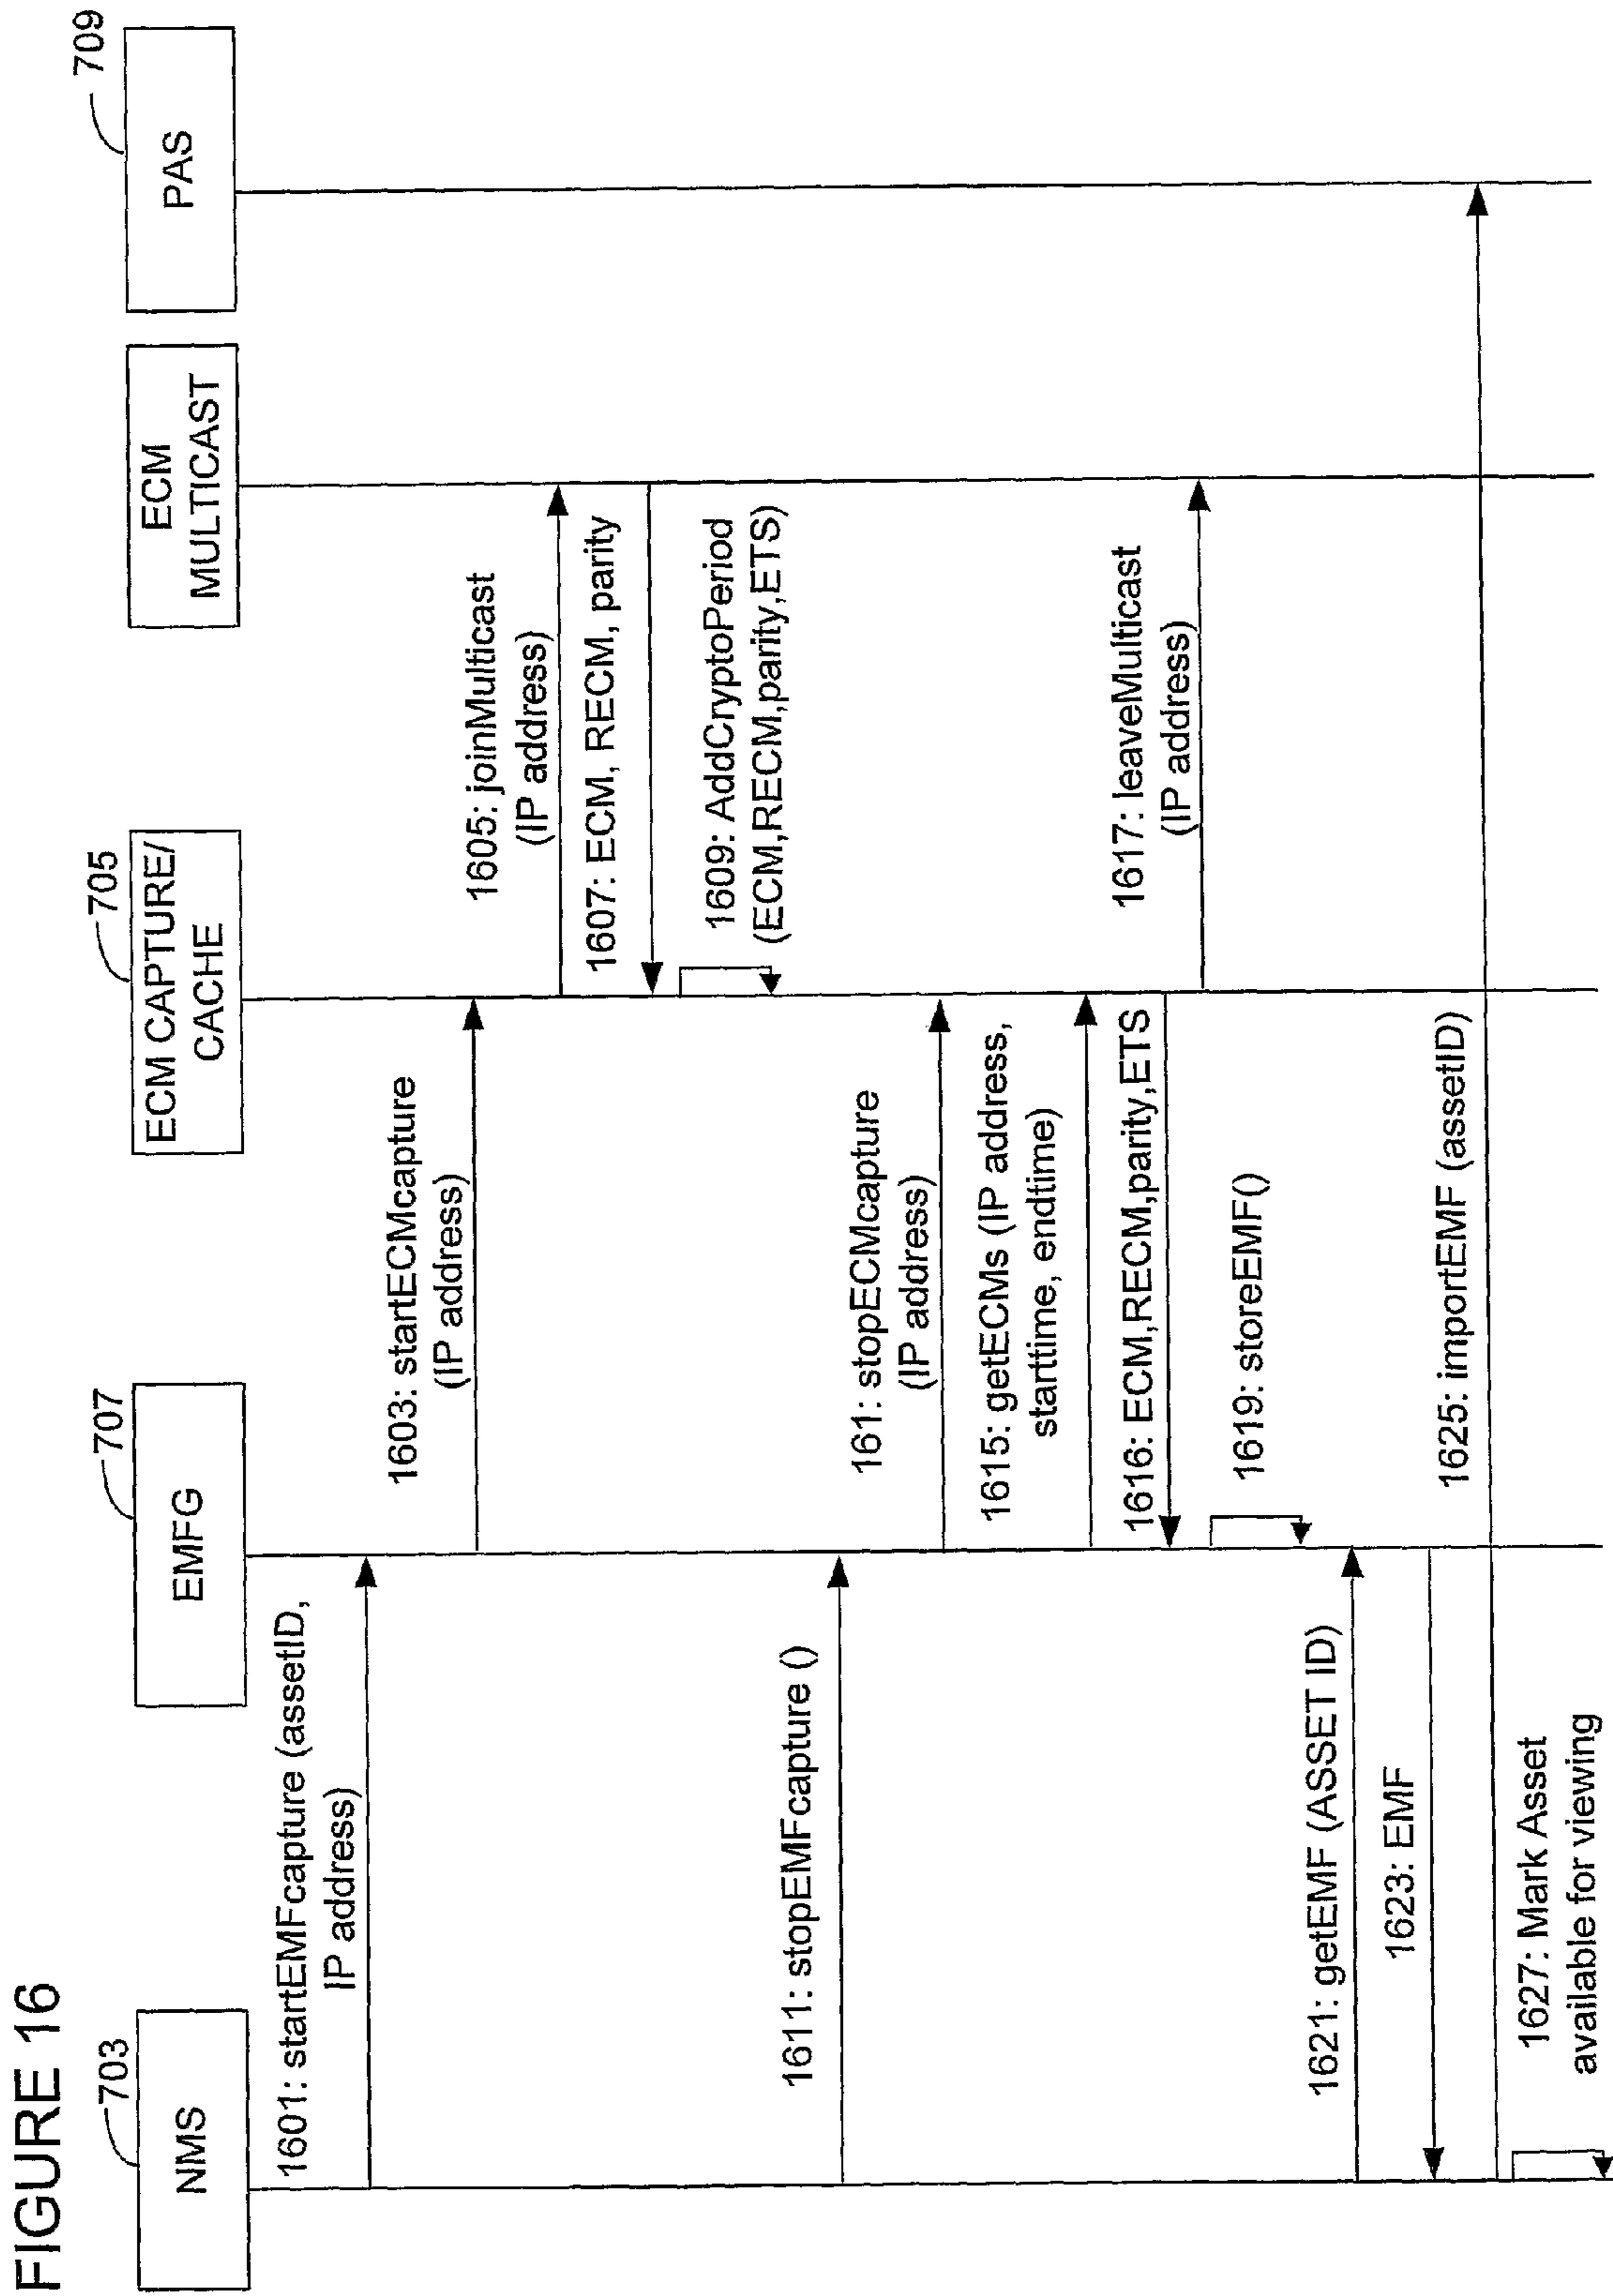 FIGURE 16
703
NMS
707
EMFG
705
ECM CAPTURE/
CACHE
ECM
MULTICAST
709
PAS
1601: startEMFcapture (assetID,
IP address)
1603: startECMcapture
(IP address)
1605: joinMulticast
(IP address)
1607: ECM, RECM, parity
1609: AddCryptoPeriod
(ECM,RECM,parity,ETS)
1611: stopEMFcapture ()
161: stopECMcapture
(IP address)
1615: getECMs (IP address,
starttime, endtime)
1616: ECM,RECM,parity,ETS
1617: leaveMulticast
(IP address)
1619: storeEMF()
1621: getEMF (ASSET ID)
1623: EMF
1625: importEMF (assetID)
1627: Mark Asset
available for viewing